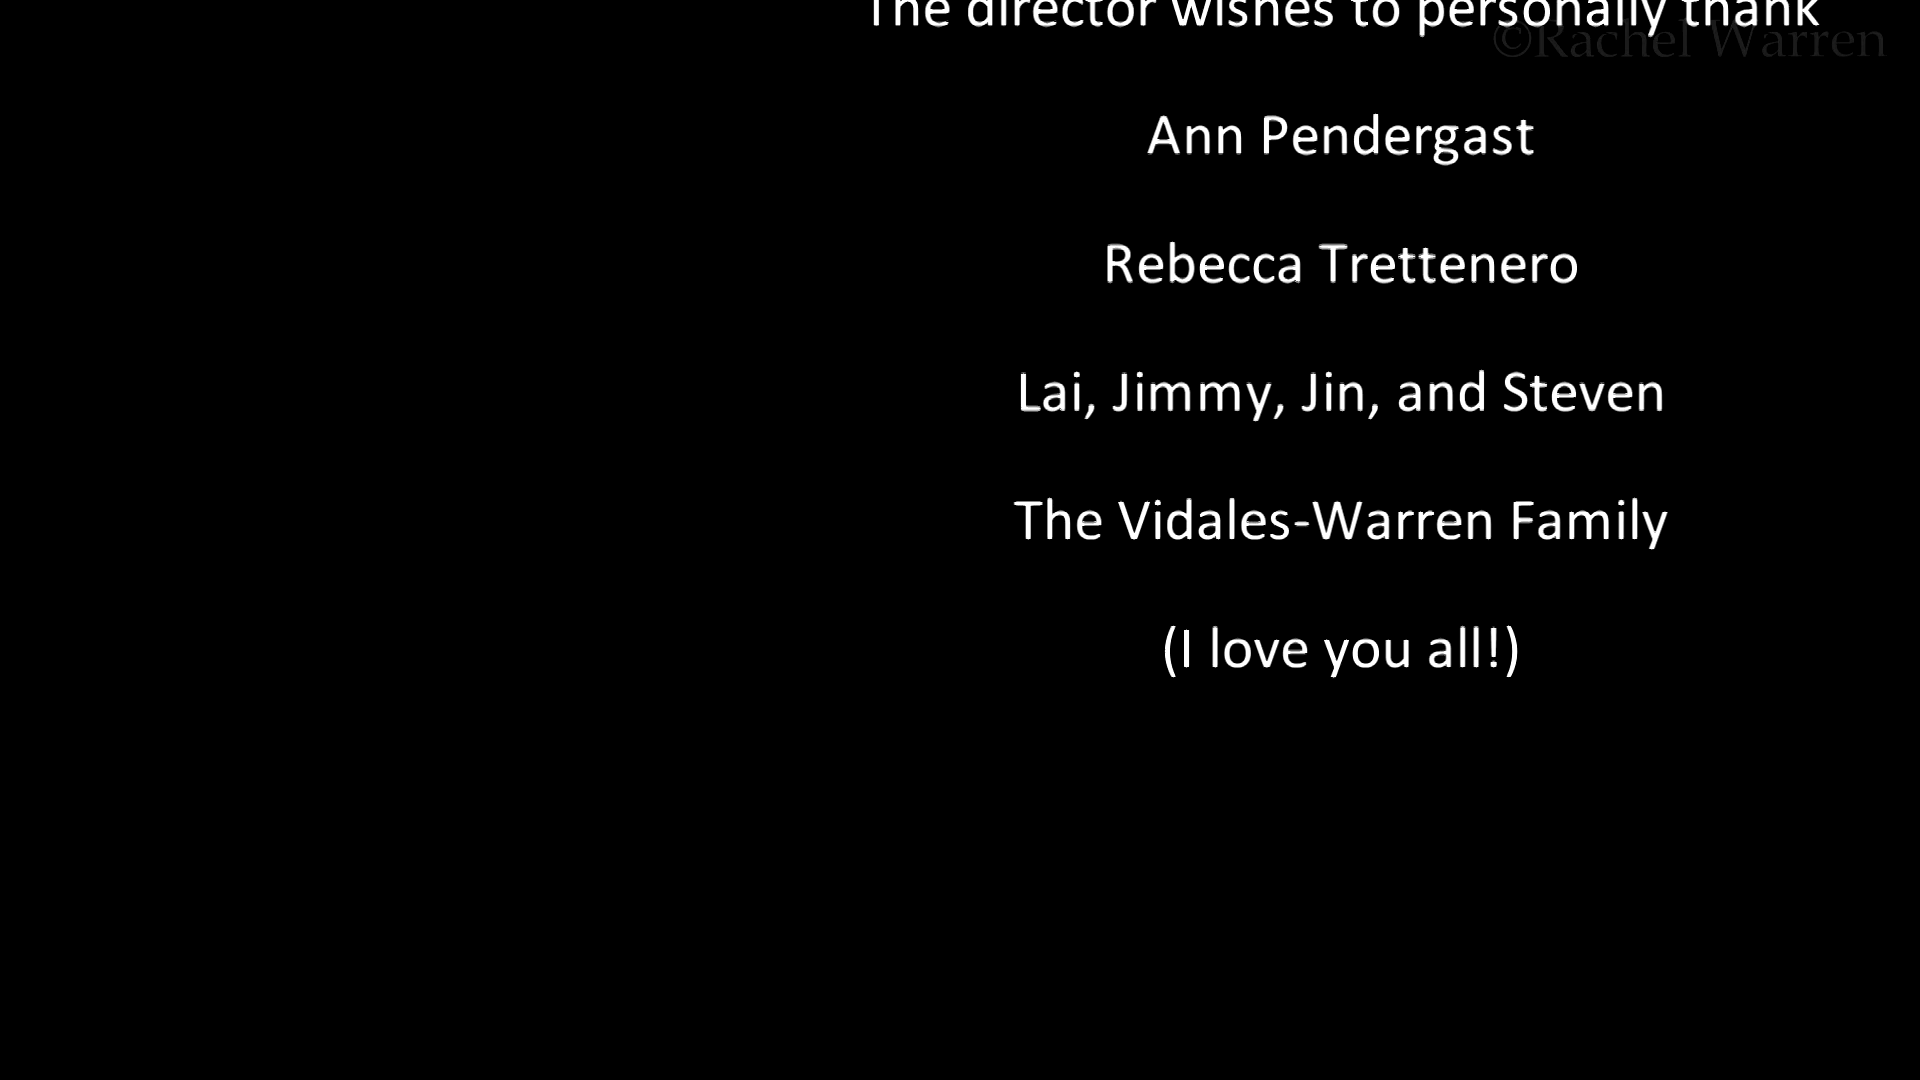 The director wishes to personally thank
©Rachel Warren
Ann Pendergast
Rebecca Trettenero
Lai, Jimmy, Jin, and Steven
The Vidales-Warren Family
(I love you all!)